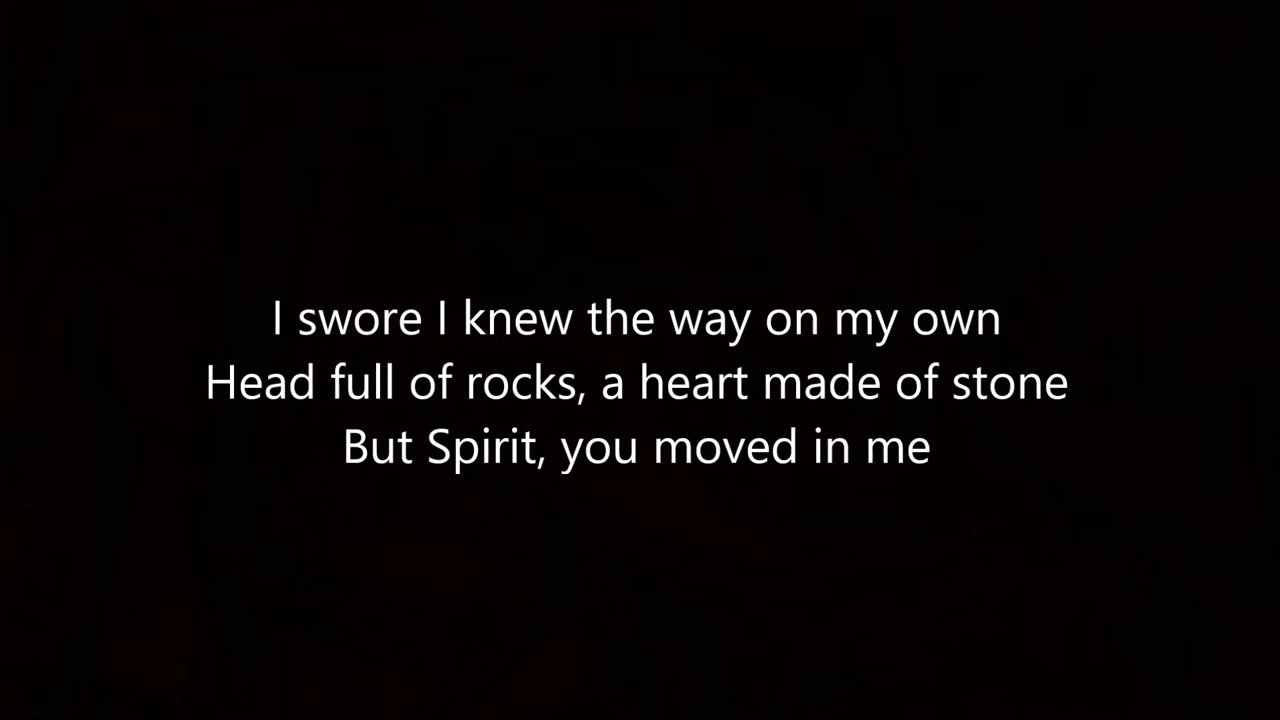 I swore I knew the way on my own
Head full of rocks, a heart made of stone
But Spirit, you moved in me